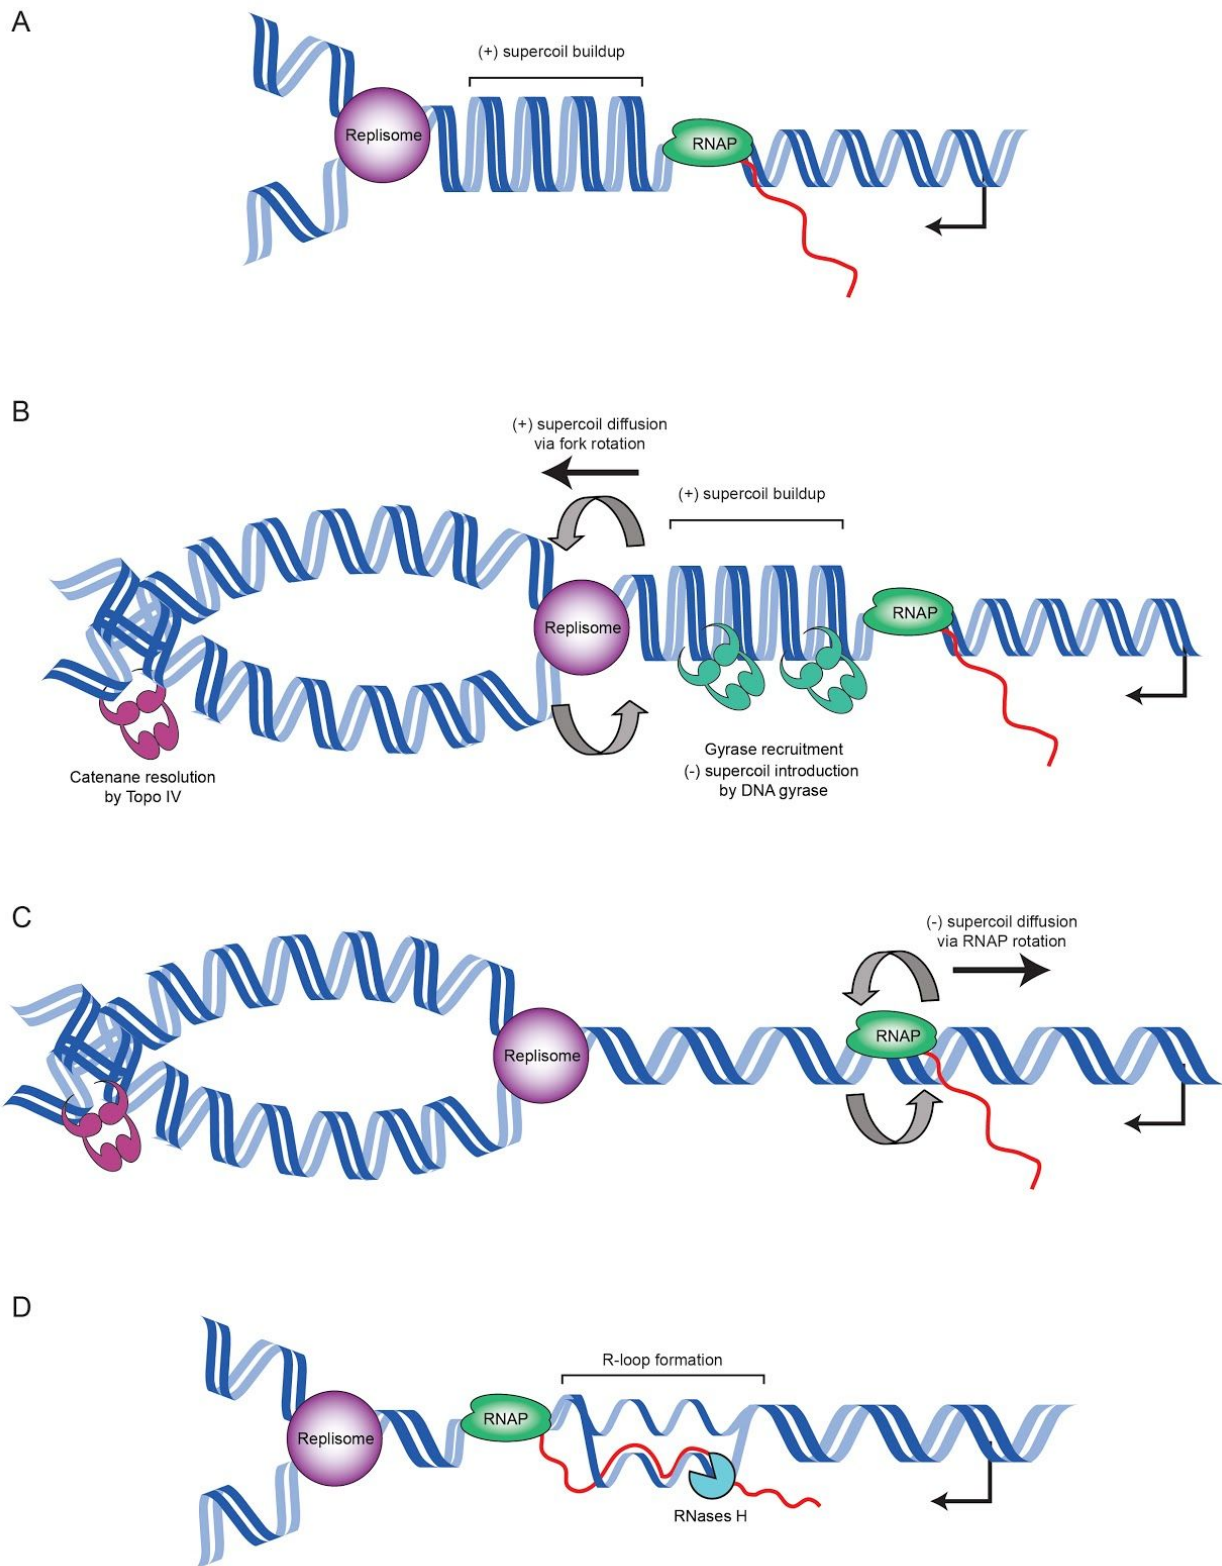 A
(+) supercoil buildup
Replisome
RNAP
B
(+) supercoil diffusion
via fork rotation
(+) supercoil buildup
Replisome
RNAP
Gyrase recruitment
(-) supercoil introduction
by DNA gyrase
Catenane resolution
by Topo IV
C
(-) supercoil diffusion
via RNAP rotation
Replisome
RNAP
D
R-loop formation
Replisome
RNAP
RNases H